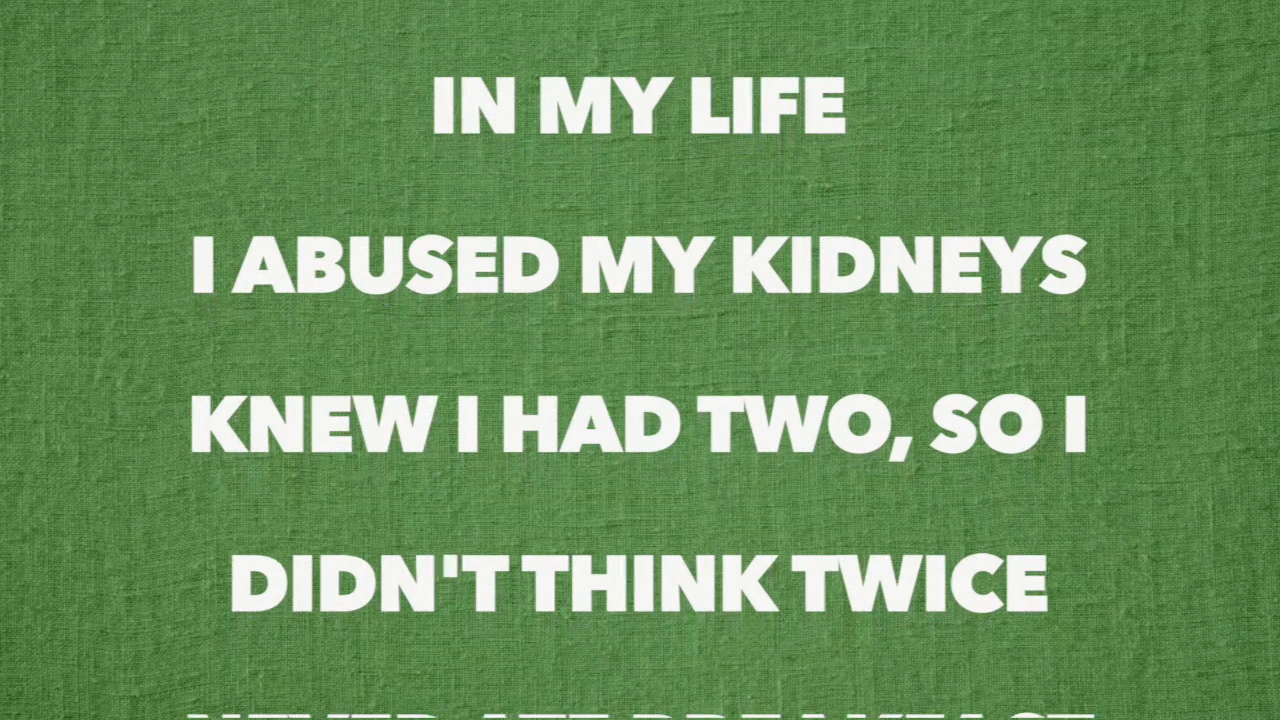 IN MY LIFE
I ABUSED MY KIDNEYS
KNEW I HAD TWO, SO I
DIDN'T THINK TWICE